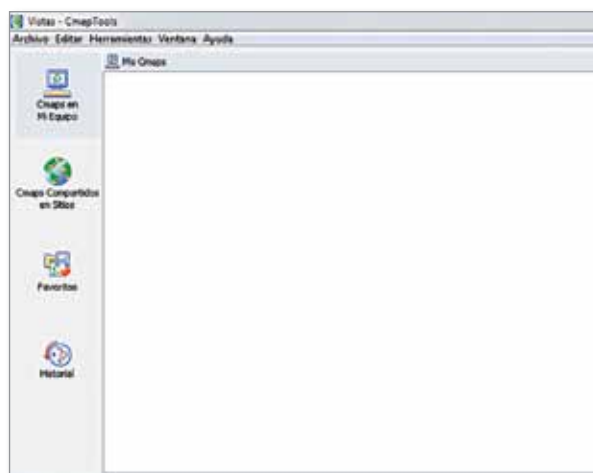 Vistas - CmapTools
Archivo Editar Herramientas Ventana Ayuda
Mis Cmaps
Cmaps en
Mi Equipo
Cmaps Compartidos
en Sitios
Favoritos
Historial